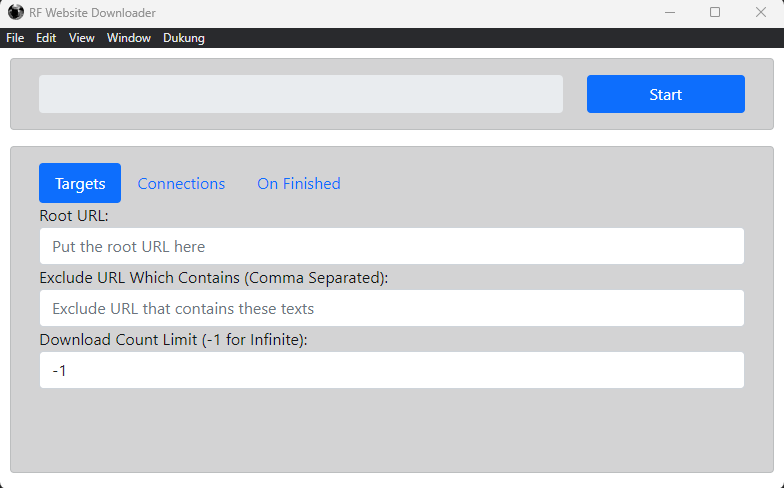 RF Website Downloader
File Edit View Window Dukung
Start
Targets Connections On Finished
Root URL:
Put the root URL here
Exclude URL Which Contains (Comma Separated):
Exclude URL that contains these texts
Download Count Limit (-1 for Infinite):
-1